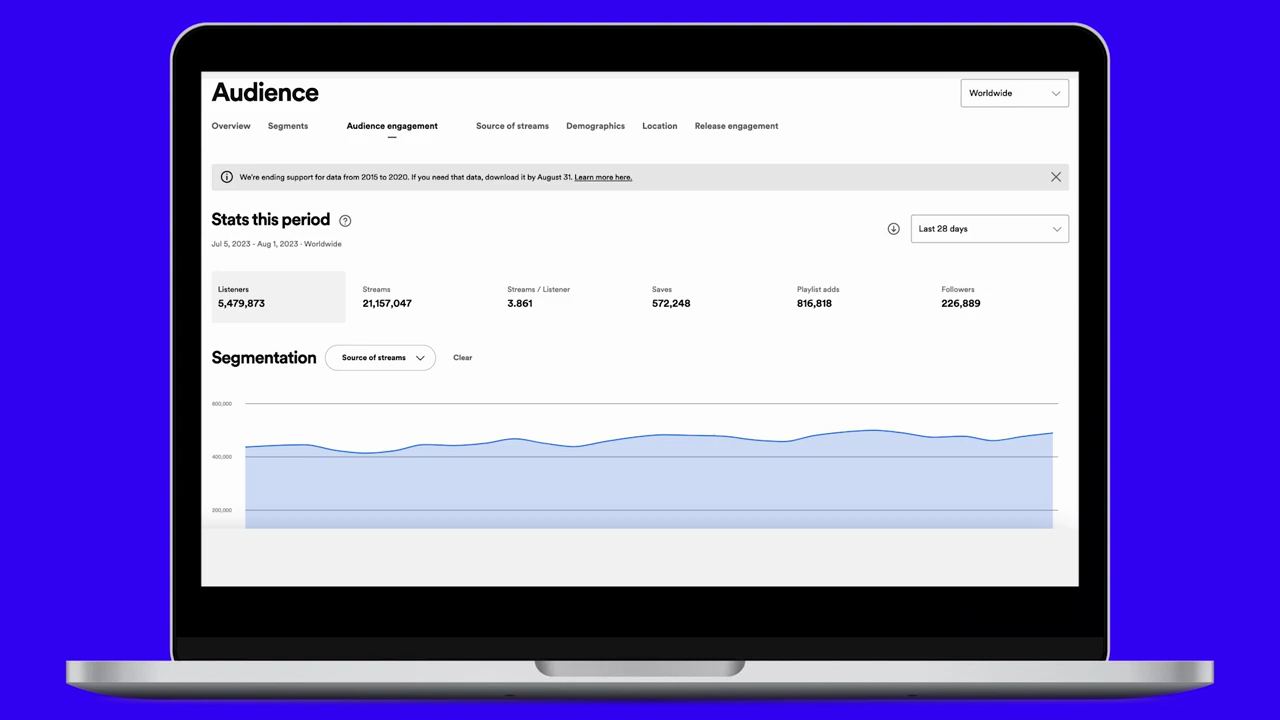 Audience
Worldwide
Overview Segments Audience engagement Source of streams Demographics Location Release engagement
We're ending support for data from 2015 to 2020. If you need that data, download it by August 31. Learn more here.
Stats this period
Last 28 days
Jul 5, 2023 - Aug 1, 2023 · Worldwide
Listeners Streams Streams / Listener Saves Playlist adds Followers
5,479,873 21,157,047 3.861 572,248 816,818 226,889
Segmentation Source of streams Clear
600,000
400,000
200,000